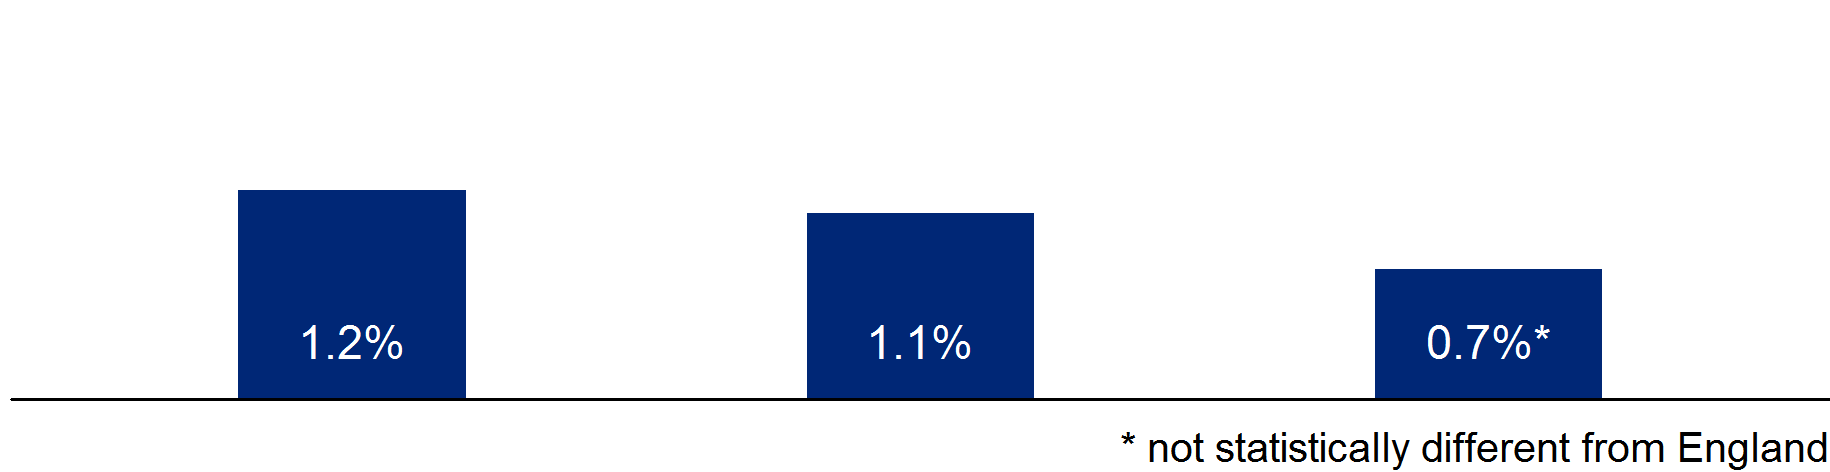 1.2% 1.1% 0.7%*
* not statistically different from England